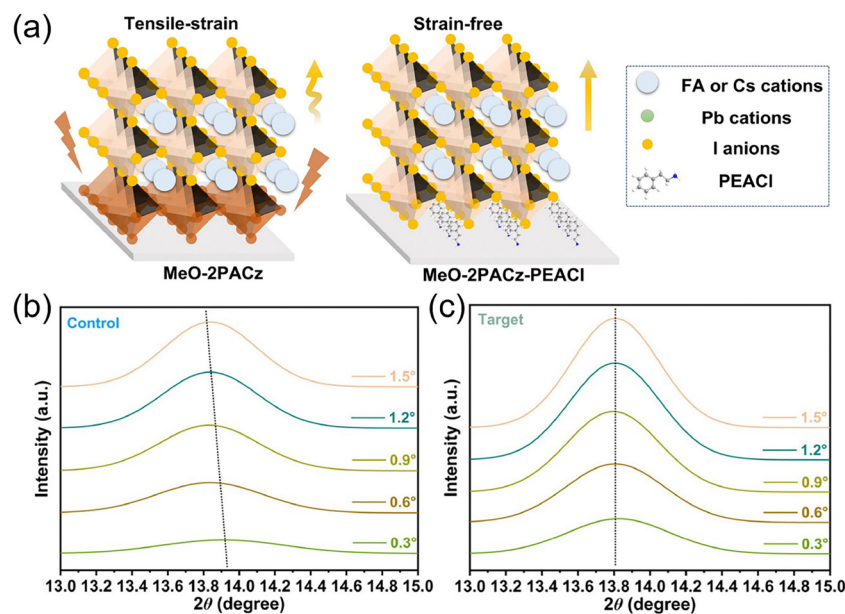 (a)
Tensile-strain
Strain-free
FA or Cs cations
Pb cations
I anions
PEACl
MeO-2PACz
MeO-2PACz-PEACl
(b)
Control
1.5°
1.2°
0.9°
0.6°
0.3°
Intensity (a.u.)
13.0 13.2 13.4 13.6 13.8 14.0 14.2 14.4 14.6 14.8 15.0
2θ (degree)
(c)
Target
1.5°
1.2°
0.9°
0.6°
0.3°
Intensity (a.u.)
13.0 13.2 13.4 13.6 13.8 14.0 14.2 14.4 14.6 14.8 15.0
2θ (degree)